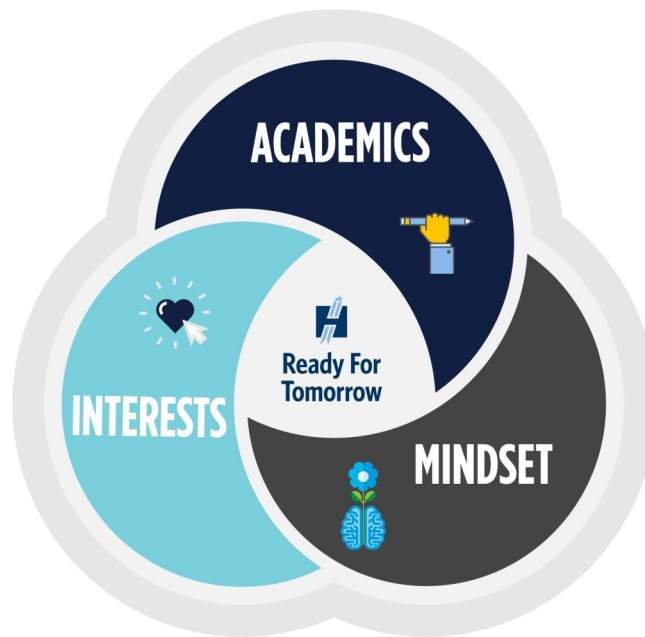 ACADEMICS
Ready For
Tomorrow
INTERESTS
MINDSET